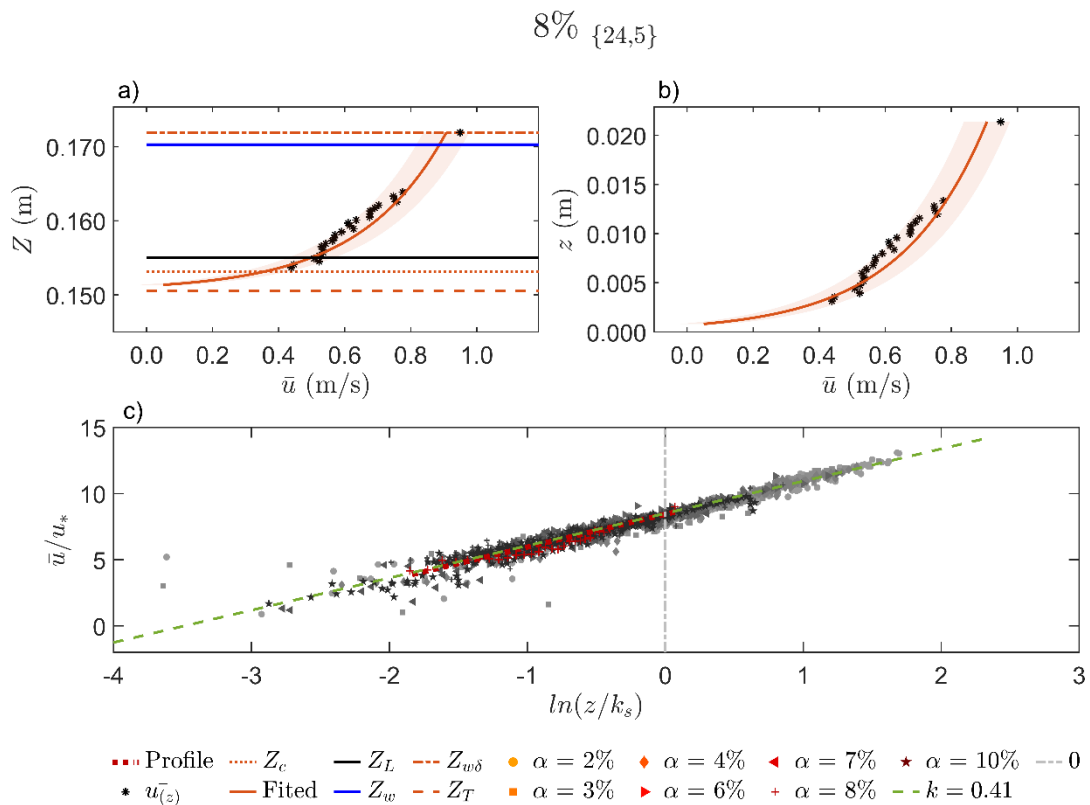 8% {24,5}
a)
b)
0.170
0.160
0.150
Z (m)
0.0 0.2 0.4 0.6 0.8 1.0
ū (m/s)
0.020
0.015
0.010
0.005
0.000
z (m)
0.0 0.2 0.4 0.6 0.8 1.0
ū (m/s)
c)
15
10
5
0
ū/u*
-4 -3 -2 -1 0 1 2 3
ln(z/ks)
Profile Zc ZL Zwδ α = 2% α = 4% α = 7% α = 10% 0
ū(z) Fited Zw ZT α = 3% α = 6% α = 8% k = 0.41